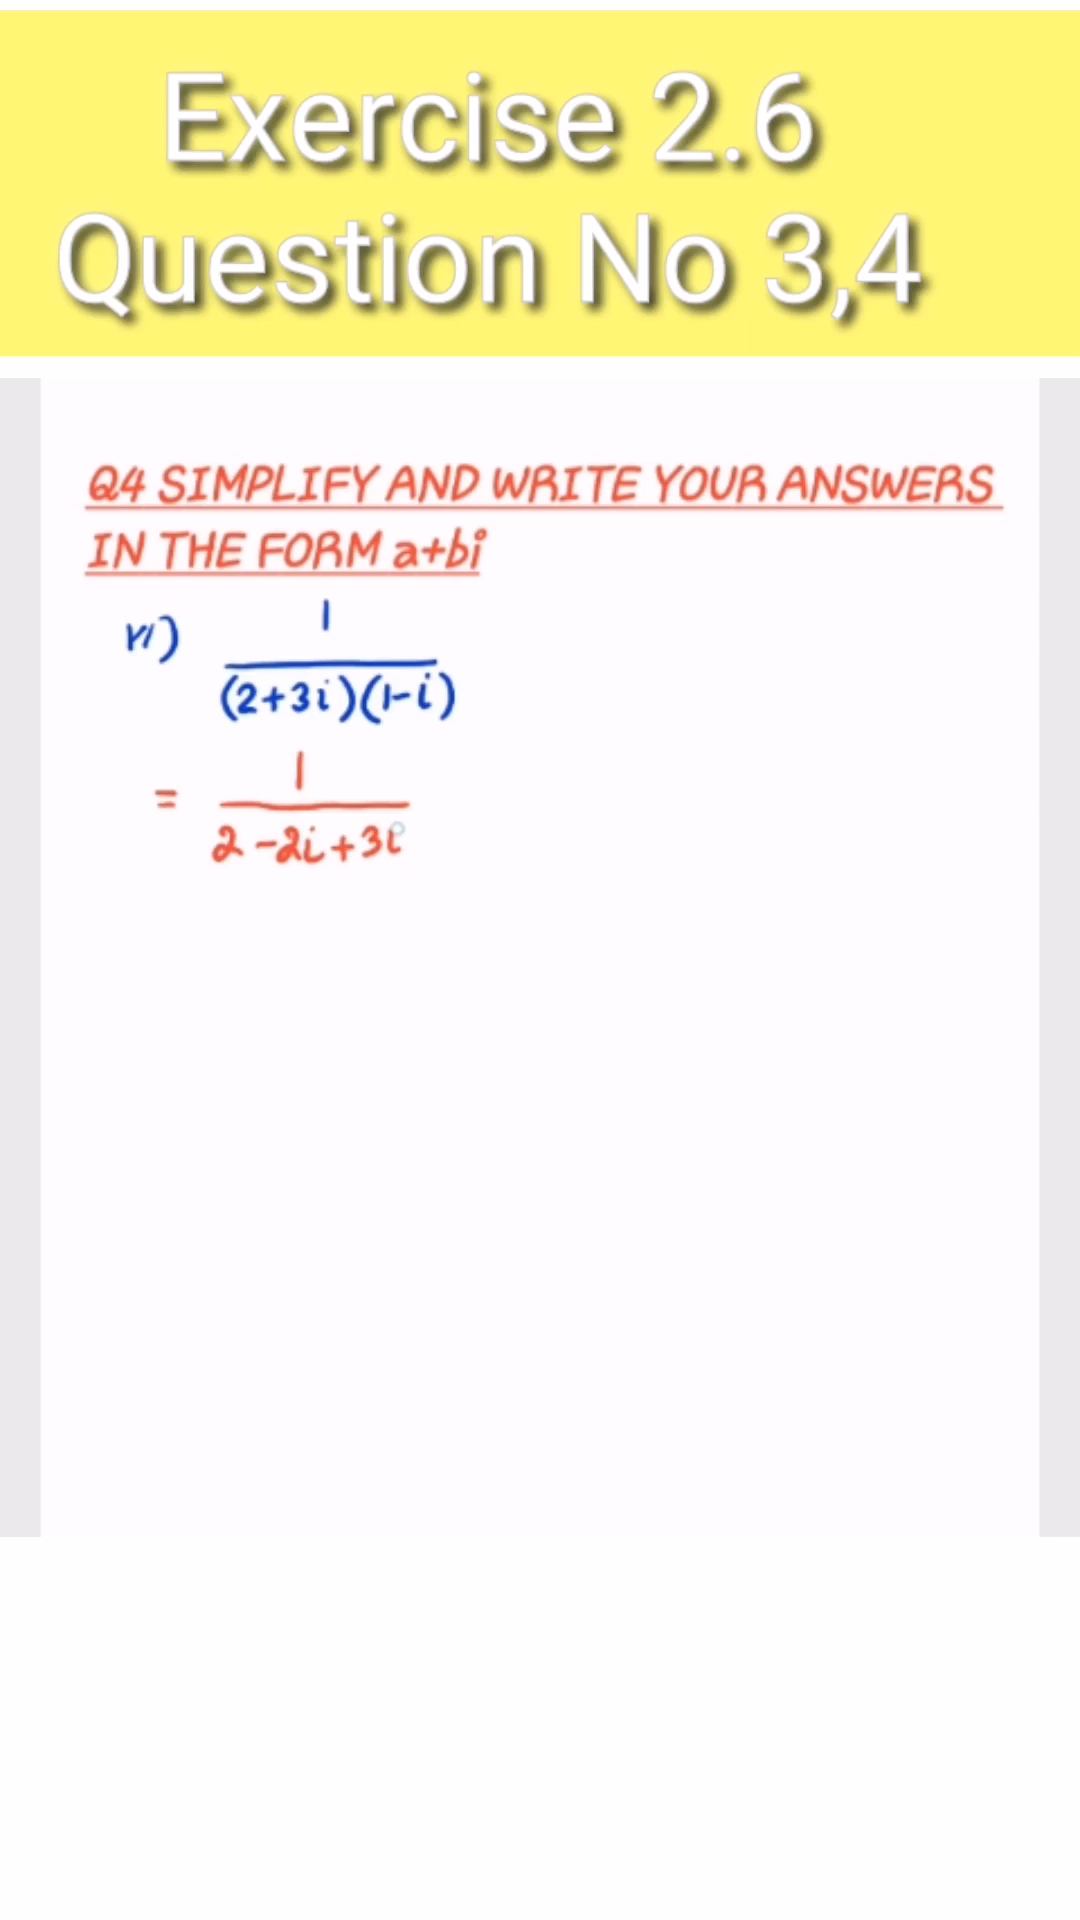 Exercise 2.6
Question No 3,4
Q4 SIMPLIFY AND WRITE YOUR ANSWERS
IN THE FORM a+bi
vi) 1
(2+3i)(1-i)
= 1
2-2i+3i